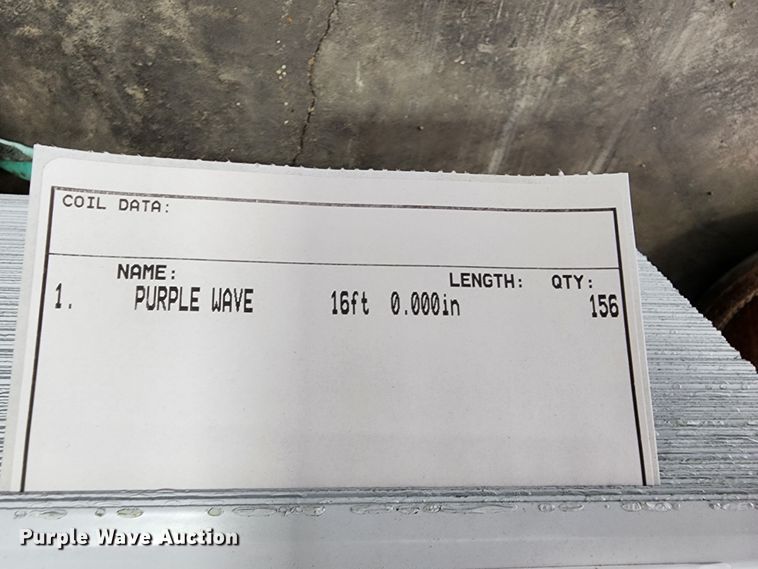 COIL DATA:
NAME: LENGTH: QTY:
1. PURPLE WAVE 16ft 0.000in 156
Purple Wave Auction